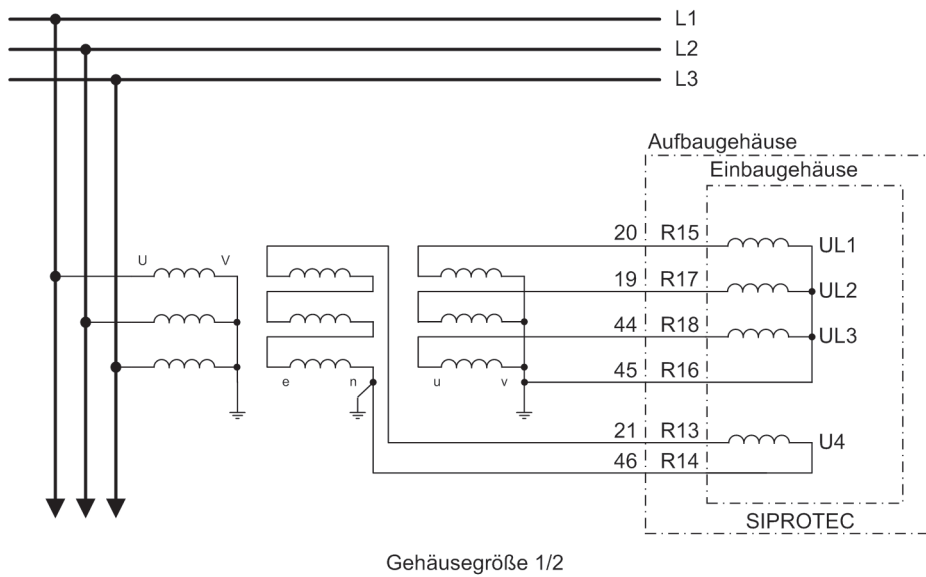 L1
L2
L3
Aufbaugehäuse
Einbaugehäuse
20 R15 UL1
U V
19 R17 UL2
44 R18 UL3
45 R16
e n u v
21 R13 U4
46 R14
SIPROTEC
Gehäusegröße 1/2